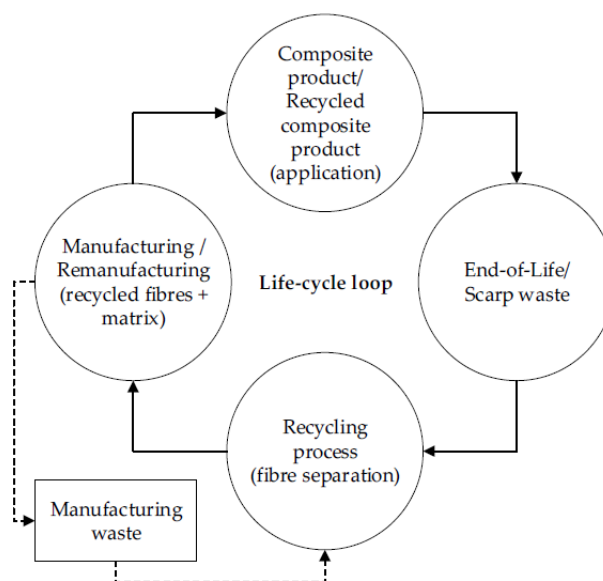 Composite
product/
Recycled
composite
product
(application)
Manufacturing /
Remanufacturing
(recycled fibres +
matrix)
Life-cycle loop
End-of-Life/
Scarp waste
Recycling
process
(fibre separation)
Manufacturing
waste